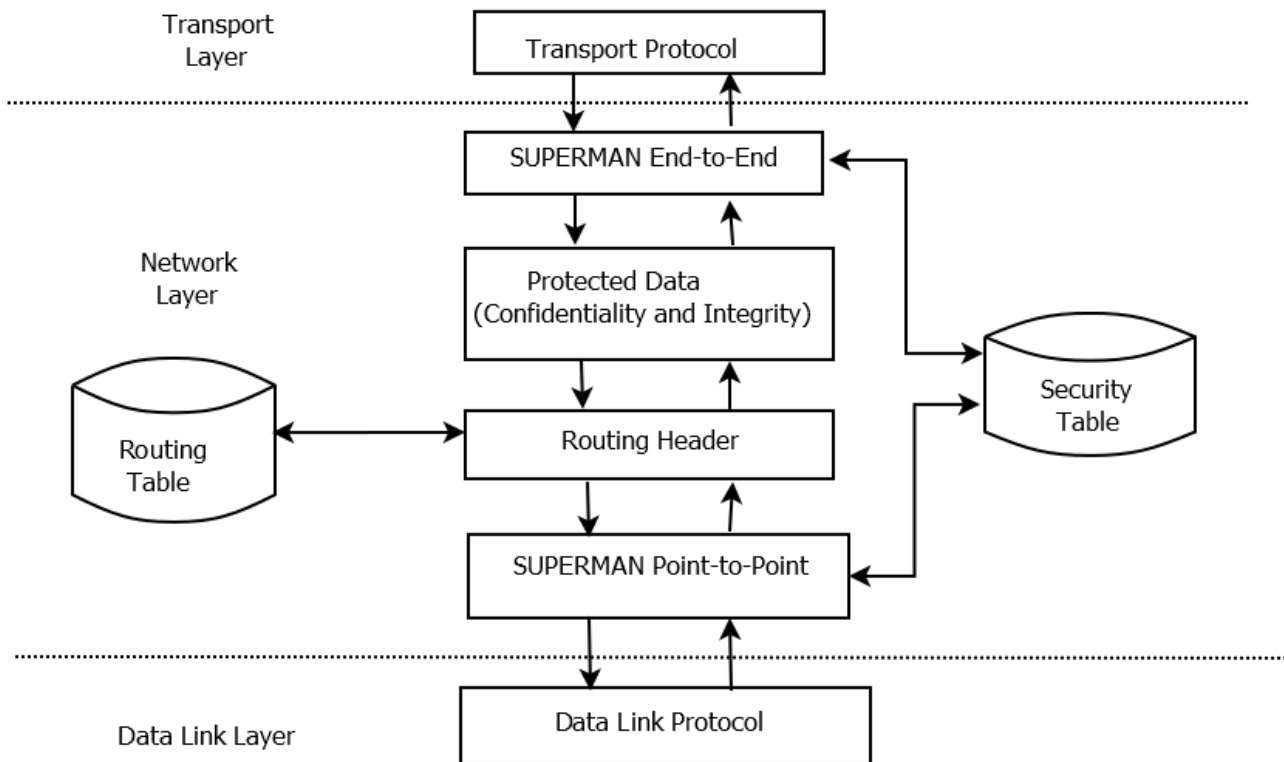 Transport
Layer
Transport Protocol
SUPERMAN End-to-End
Network
Layer
Protected Data
(Confidentiality and Integrity)
Routing
Table
Routing Header
Security
Table
SUPERMAN Point-to-Point
Data Link Layer
Data Link Protocol